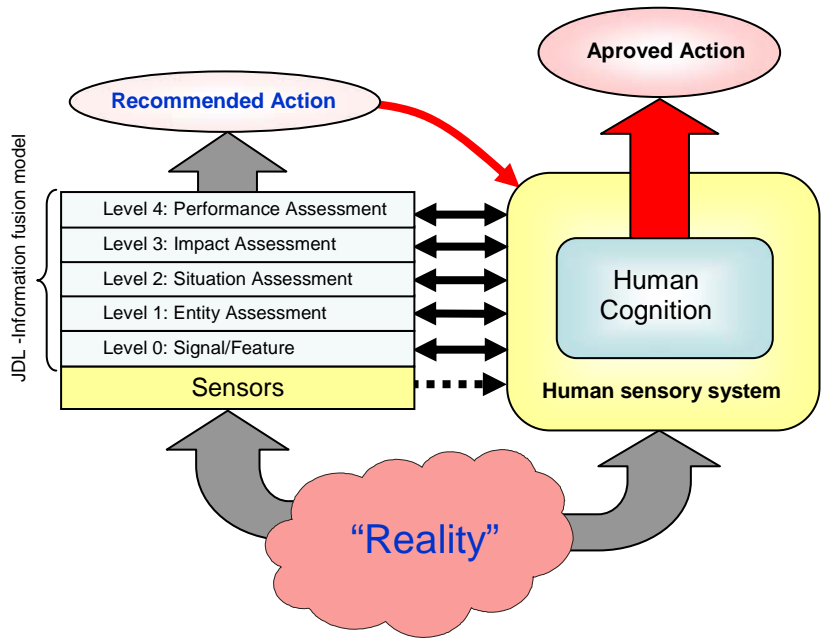 Aproved Action
Recommended Action
JDL -Information fusion model
Level 4: Performance Assessment
Level 3: Impact Assessment
Level 2: Situation Assessment
Level 1: Entity Assessment
Level 0: Signal/Feature
Sensors
Human
Cognition
Human sensory system
“Reality”